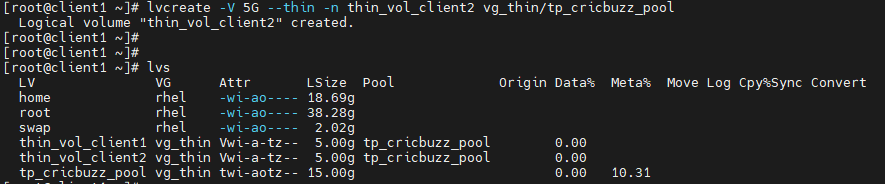 [root@client1 ~]# lvcreate -V 5G --thin -n thin_vol_client2 vg_thin/tp_cricbuzz_pool
  Logical volume "thin_vol_client2" created.
[root@client1 ~]#
[root@client1 ~]#
[root@client1 ~]# lvs
  LV               VG      Attr       LSize  Pool             Origin Data%  Meta%  Move Log Cpy%Sync Convert
  home             rhel    -wi-ao---- 18.69g
  root             rhel    -wi-ao---- 38.28g
  swap             rhel    -wi-ao----  2.02g
  thin_vol_client1 vg_thin Vwi-a-tz--  5.00g tp_cricbuzz_pool        0.00
  thin_vol_client2 vg_thin Vwi-a-tz--  5.00g tp_cricbuzz_pool        0.00
  tp_cricbuzz_pool vg_thin twi-aotz-- 15.00g                         0.00   10.31